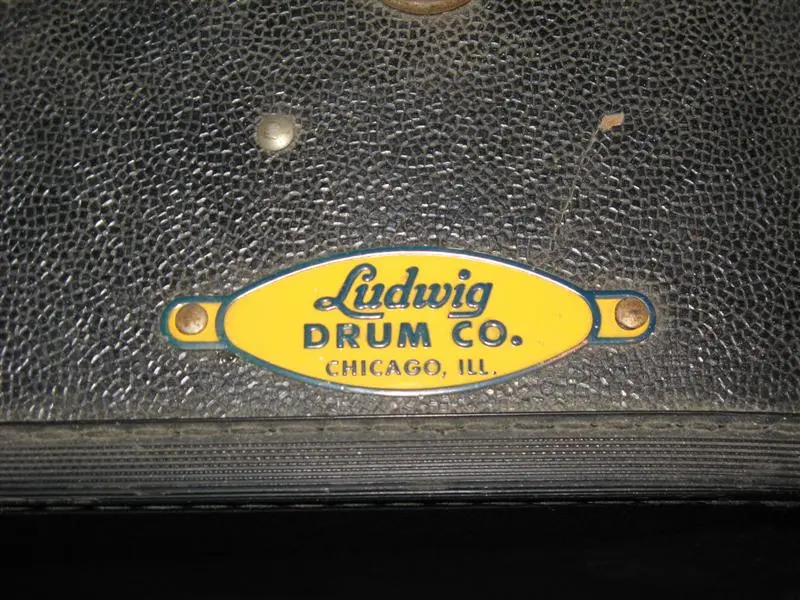 Ludwig
DRUM CO.
CHICAGO, ILL.